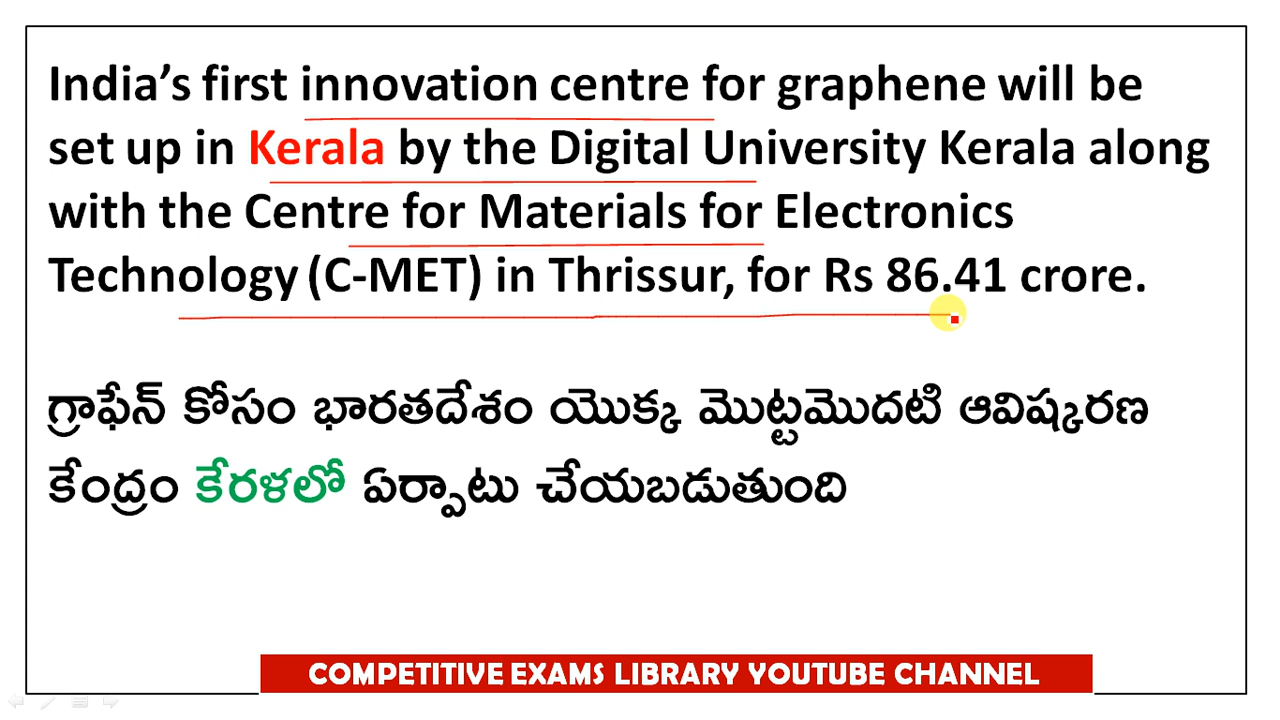 India’s first innovation centre for graphene will be
set up in Kerala by the Digital University Kerala along
with the Centre for Materials for Electronics
Technology (C-MET) in Thrissur, for Rs 86.41 crore.
గ్రాఫేన్ కోసం భారతదేశం యొక్క మొట్టమొదటి ఆవిష్కరణ
కేంద్రం కేరళలో ఏర్పాటు చేయబడుతుంది
COMPETITIVE EXAMS LIBRARY YOUTUBE CHANNEL